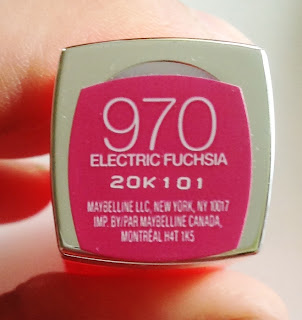 970
ELECTRIC FUCHSIA
20K101
MAYBELLINE LLC, NEW YORK, NY 10017
IMP. BY/PAR MAYBELLINE CANADA,
MONTRÉAL H4T 1K5